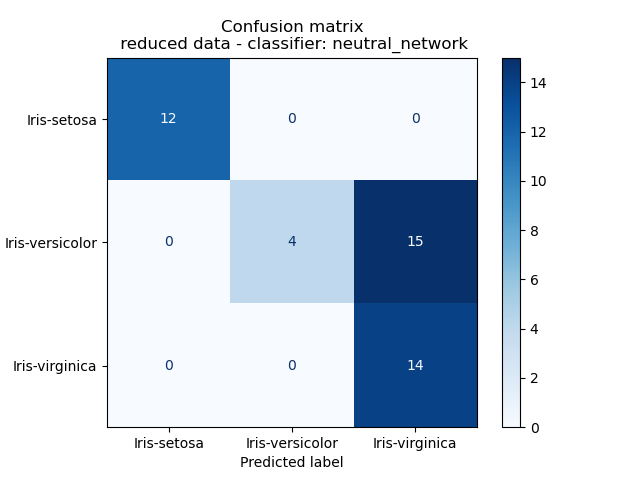 Confusion matrix
reduced data - classifier: neutral_network
Iris-setosa 12 0 0
Iris-versicolor 0 4 15
Iris-virginica 0 0 14
Iris-setosa Iris-versicolor Iris-virginica
Predicted label
14
12
10
8
6
4
2
0